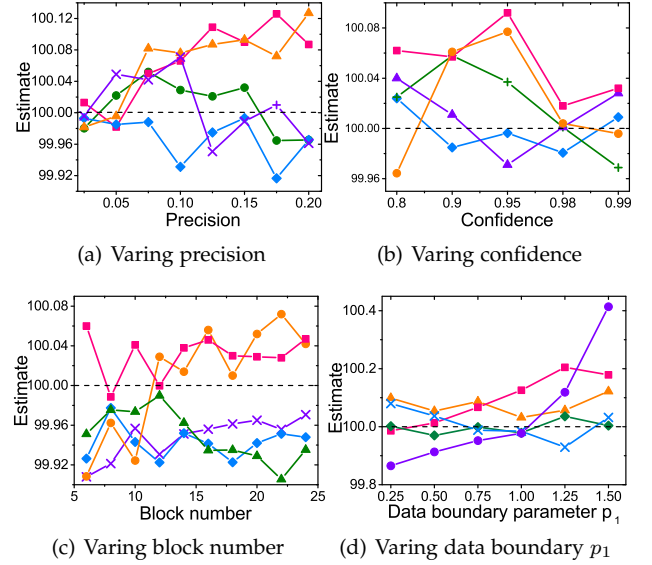 100.12
100.08
100.04
100.00
99.96
99.92
Estimate
0.05 0.10 0.15 0.20
Precision
(a) Varing precision
100.08
100.04
100.00
99.96
Estimate
0.8 0.9 0.95 0.98 0.99
Confidence
(b) Varing confidence
100.08
100.04
100.00
99.96
99.92
Estimate
5 10 15 20 25
Block number
(c) Varing block number
100.4
100.2
100.0
99.8
Estimate
0.25 0.50 0.75 1.00 1.25 1.50
Data boundary parameter p1
(d) Varing data boundary p1